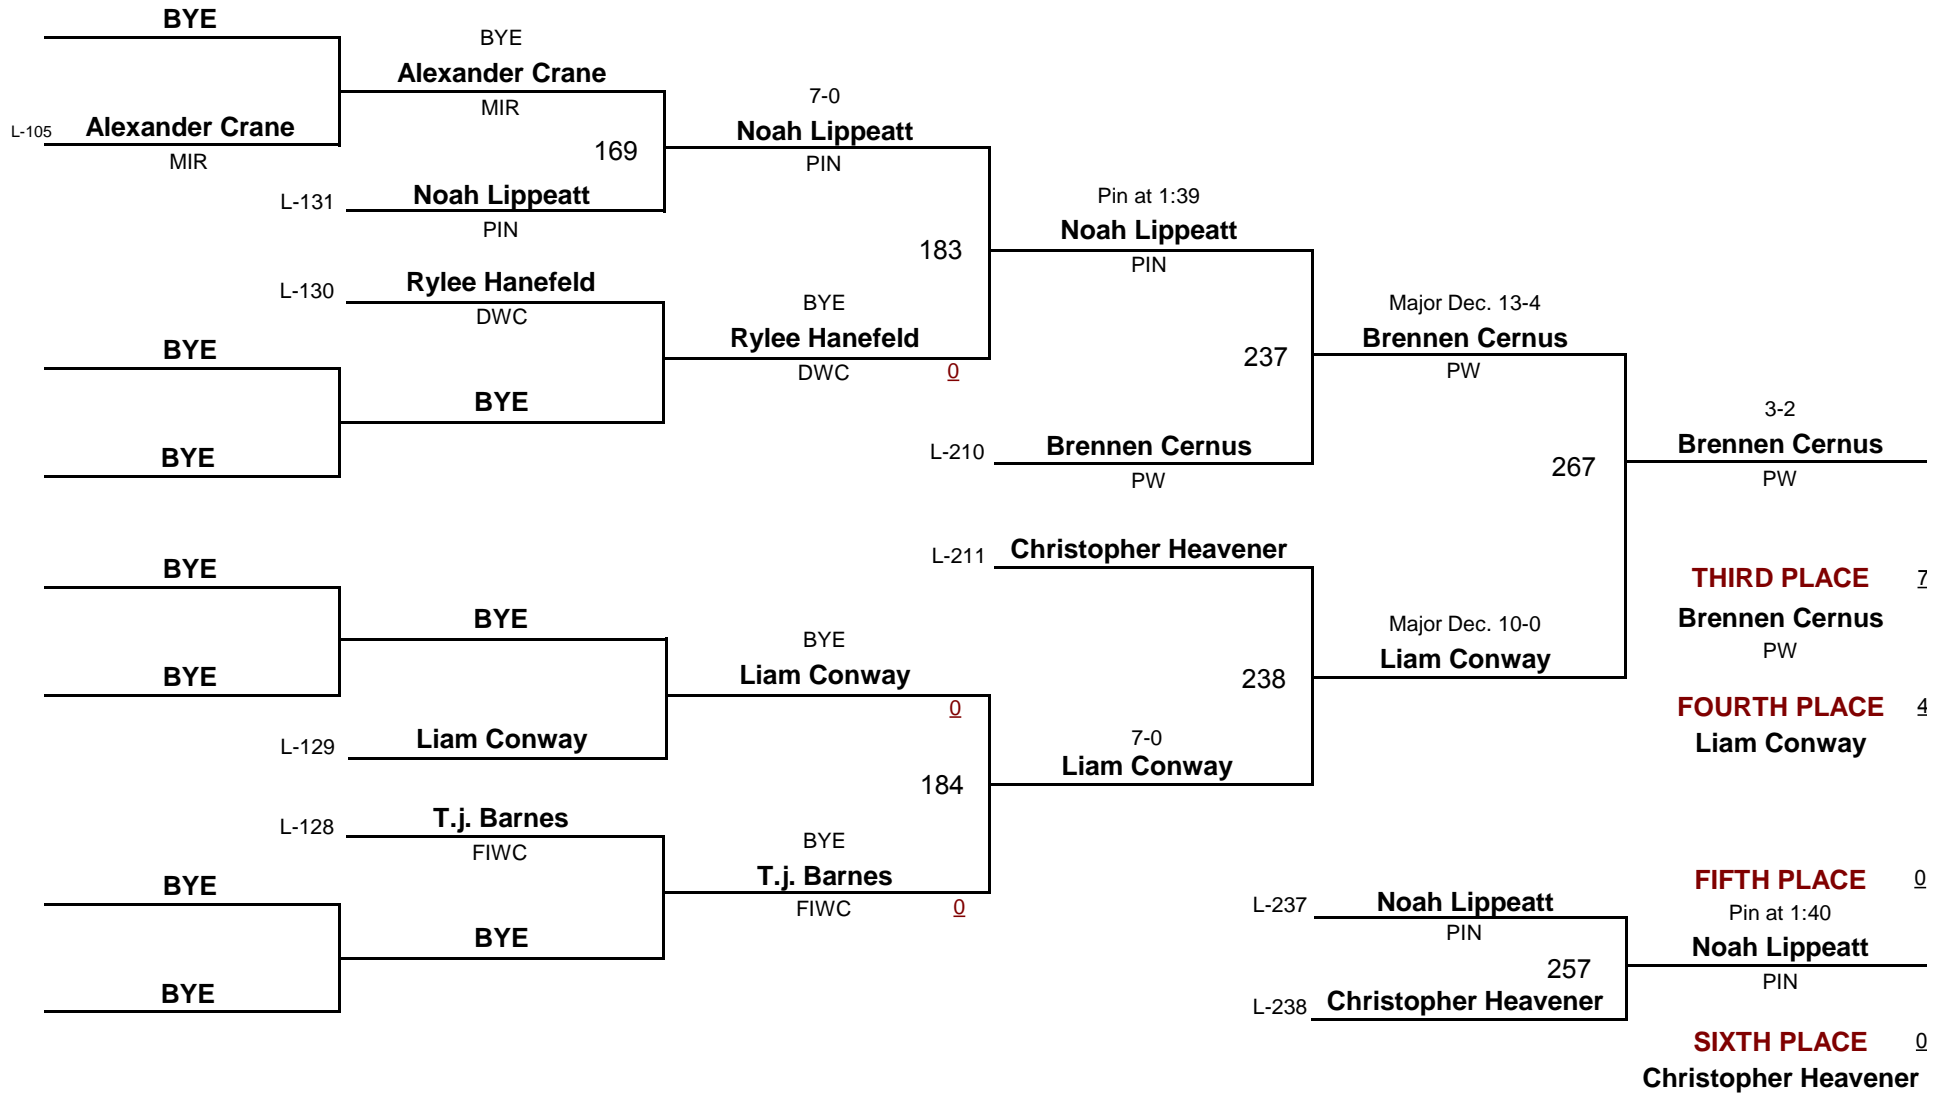 BYE
L-105 Alexander Crane
MIR
BYE
BYE
BYE
BYE
BYE
BYE
BYE
Alexander Crane
MIR
169
L-131 Noah Lippeatt
PIN
L-130 Rylee Hanefeld
DWC
BYE
BYE
L-129 Liam Conway
L-128 T.j. Barnes
FIWC
BYE
7-0
Noah Lippeatt
PIN
183
BYE
Rylee Hanefeld
DWC 0
BYE
Liam Conway
0
184
BYE
T.j. Barnes
FIWC 0
Pin at 1:39
Noah Lippeatt
PIN
237
L-210 Brennen Cernus
PW
L-211 Christopher Heavener
238
7-0
Liam Conway
Major Dec. 13-4
Brennen Cernus
PW
267
Major Dec. 10-0
Liam Conway
3-2
Brennen Cernus
PW
THIRD PLACE 7
Brennen Cernus
PW
FOURTH PLACE 4
Liam Conway
L-237 Noah Lippeatt
PIN
257
L-238 Christopher Heavener
FIFTH PLACE 0
Pin at 1:40
Noah Lippeatt
PIN
SIXTH PLACE 0
Christopher Heavener